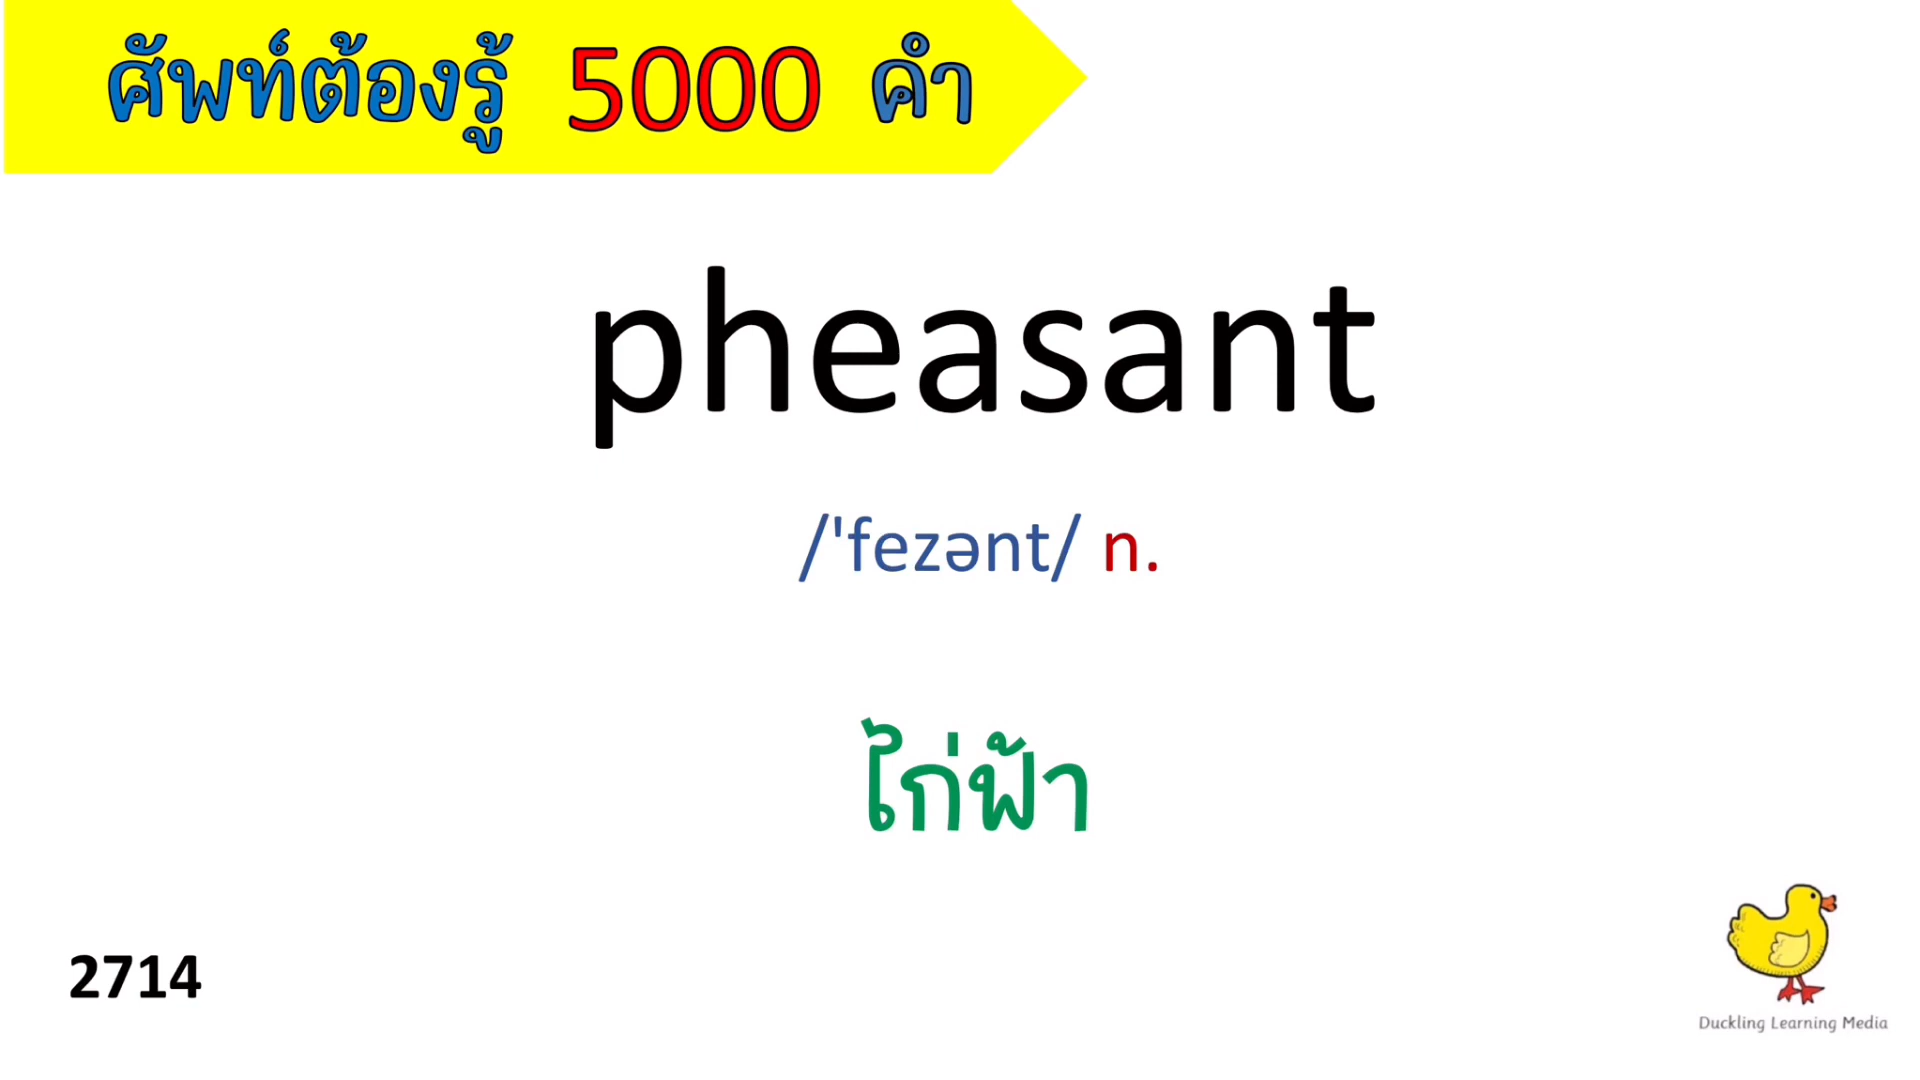 ศัพท์ต้องรู้ 5000 คำ
pheasant
/ˈfezənt/ n.
ไก่ฟ้า
2714
Duckling Learning Media